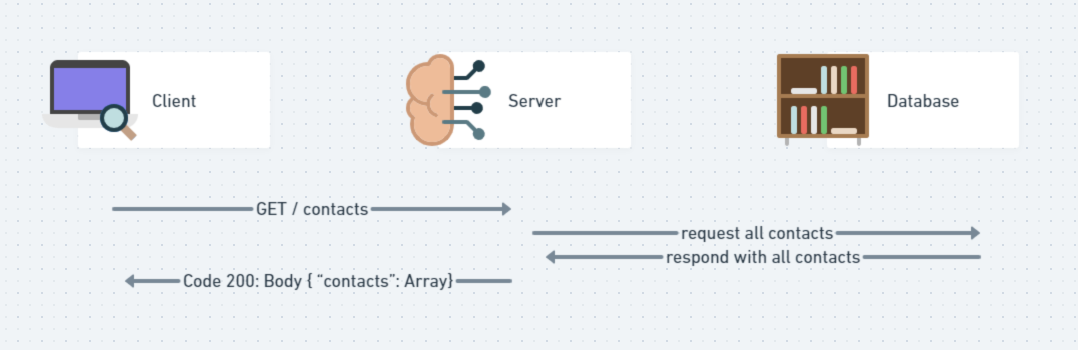 Client
Server
Database
GET / contacts
request all contacts
respond with all contacts
Code 200: Body { “contacts”: Array}